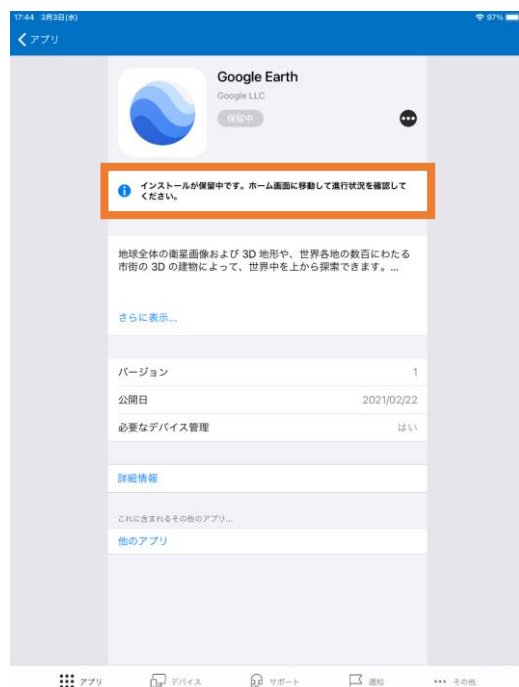 17:44 3月3日(水)
97%
アプリ
Google Earth
Google LLC
保留中
インストールが保留中です。ホーム画面に移動して進行状況を確認して
ください。
地球全体の衛星画像および 3D 地形や、世界各地の数百にわたる
市街の 3D の建物によって、世界中を上から探索できます。...
さらに表示...
バージョン 1
公開日 2021/02/22
必要なデバイス管理 はい
詳細情報
これに含まれるその他のアプリ...
他のアプリ
アプリ デバイス サポート 通知 その他